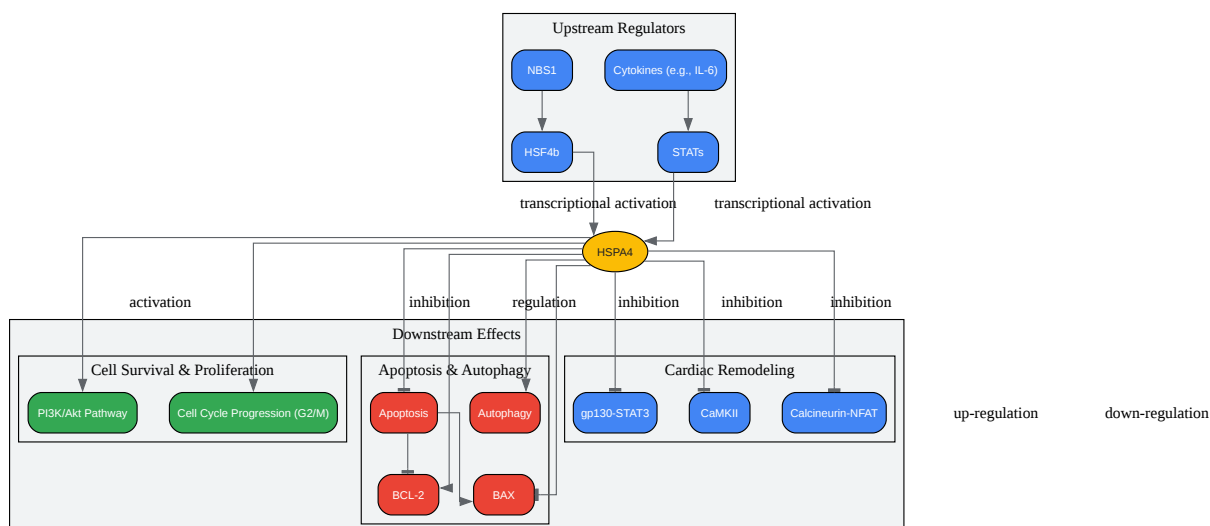 Upstream Regulators
NBS1
Cytokines (e.g., IL-6)
HSF4b
STATs
transcriptional activation
transcriptional activation
HSPA4
activation
inhibition
regulation
inhibition
inhibition
inhibition
Downstream Effects
Cell Survival & Proliferation
Apoptosis & Autophagy
Cardiac Remodeling
PI3K/Akt Pathway
Cell Cycle Progression (G2/M)
Apoptosis
Autophagy
gp130-STAT3
CaMKII
Calcineurin-NFAT
up-regulation
down-regulation
BCL-2
BAX